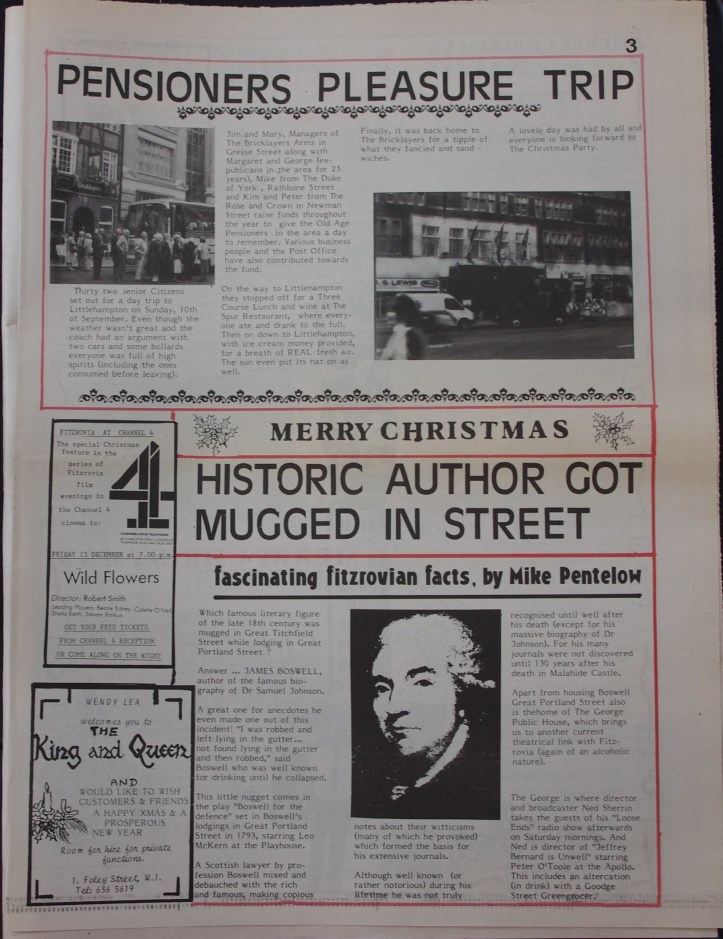 3
PENSIONERS PLEASURE TRIP
Thirty two Senior Citizens
set out for a day trip to
Littlehampton on Sunday, 10th
of September. Even though the
weather wasn't great and the
coach had an argument with
two cars and some bollards
everyone was full of high
spirits (including the ones
consumed before leaving).
Jim and Mary, Managers of
The Bricklayers Arms in
Gresse Street along with
Margaret and George (ex-
publicans in the area for 25
years), Mike from The Duke
of York , Rathbone Street
and Kim and Peter from The
Rose and Crown in Newman
Street raise funds throughout
the year to give the Old Age
Pensioners in the area a day
to remember. Various business
people and the Post Office
have also contributed towards
the fund.
On the way to Littlehampton
they stopped off for a Three
Course Lunch and wine at The
Spur Restaurant, where every-
one ate and drank to the full.
Then on down to Littlehampton,
with ice cream money provided,
for a breath of REAL fresh air.
The sun even put its hat on as
well.
Finally, it was back home to
The Bricklayers for a tipple of
what they fancied and sand -
wiches.
A lovely day was had by all and
everyone is looking forward to
The Christmas Party.
LEWIS
FITZROVIA AT CHANNEL 4
The special Christmas
feature in the
series of
Fitzrovia
film
evenings in
the Channel 4
cinema is:
4
CHANNEL FOUR TELEVISION
FRIDAY 15 DECEMBER at 7.00 p.m.
Wild Flowers
Director: Robert Smith
Leading Players: Beatie Edney, Colette O'Neil
Sheila Keith, Stevan Rimkus
GET YOUR FREE TICKETS
FROM CHANNEL 4 RECEPTION
OR COME ALONG ON THE NIGHT
WENDY LEA
welcomes you to
THE
King and Queen
AND
WOULD LIKE TO WISH
CUSTOMERS & FRIENDS
A HAPPY XMAS & A
PROSPEROUS
NEW YEAR
Room for hire for private
functions.
1. Foley Street, W.1.
Tel: 636 5619
MERRY CHRISTMAS
HISTORIC AUTHOR GOT
MUGGED IN STREET
fascinating fitzrovian facts, by Mike Pentelow
Which famous literary figure
of the late 18th century was
mugged in Great Titchfield
Street while lodging in Great
Portland Street ?
Answer ... JAMES BOSWELL,
author of the famous bio-
graphy of Dr Samuel Johnson.
A great one for anecdotes he
even made one out of this
incident! "I was robbed and
left lying in the gutter...
not found lying in the gutter
and then robbed," said
Boswell who was well known
for drinking until he collapsed.
This little nugget comes in
the play "Boswell for the
defence" set in Boswell's
lodgings in Great Portland
Street in 1793, starring Leo
McKern at the Playhouse.
A Scottish lawyer by pro-
fession Boswell mixed and
debauched with the rich
and famous, making copious
notes about their witticisms
(many of which he provoked)
which formed the basis for
his extensive journals.
Although well known (or
rather notorious) during his
lifetime he was not truly
recognised until well after
his death (except for his
massive biography of Dr
Johnson). For his many
journals were not discovered
until 130 years after his
death in Malahide Castle.
Apart from housing Boswell
Great Portland Street also
is thehome of The George
Public House, which brings
us to another current
theatrical link with Fitz-
rovia (again of an alcoholic
nature).
The George is where director
and broadcaster Ned Sherrin
takes the guests of his "Loose
Ends" radio show afterwards
on Saturday mornings. And
Ned is director of "Jeffrey
Bernard is Unwell" starring
Peter O'Toole at the Apollo.
This includes an altercation
(in drink) with a Goodge
Street Greengrocer.